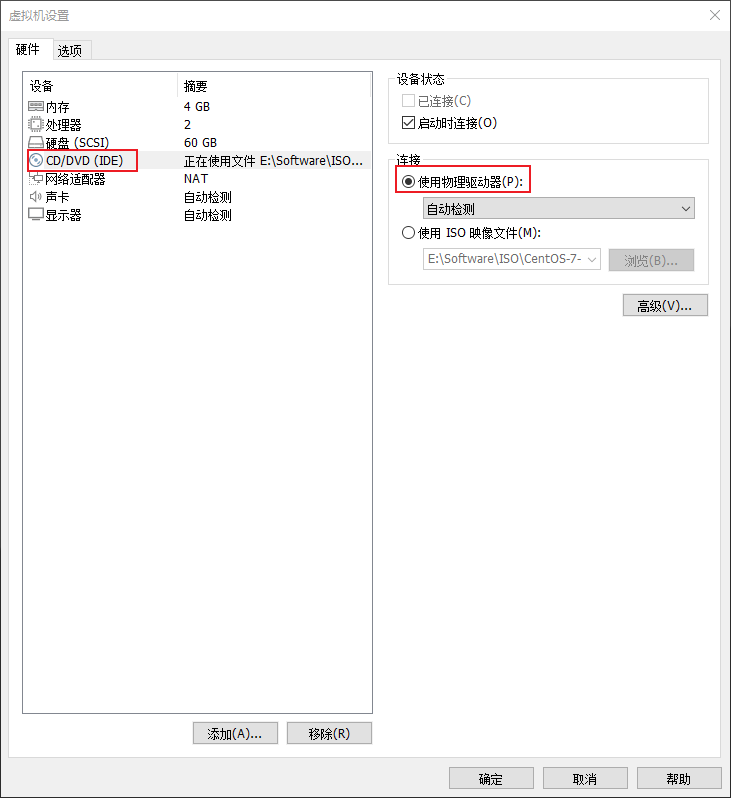 虚拟机设置
硬件 选项
设备 摘要
内存 4 GB
处理器 2
硬盘 (SCSI) 60 GB
CD/DVD (IDE) 正在使用文件 E:\Software\ISO...
网络适配器 NAT
声卡 自动检测
显示器 自动检测
添加(A)... 移除(R)
设备状态
已连接(C)
启动时连接(O)
连接
使用物理驱动器(P):
自动检测
使用 ISO 映像文件(M):
E:\Software\ISO\CentOS-7- 浏览(B)...
高级(V)...
确定 取消 帮助